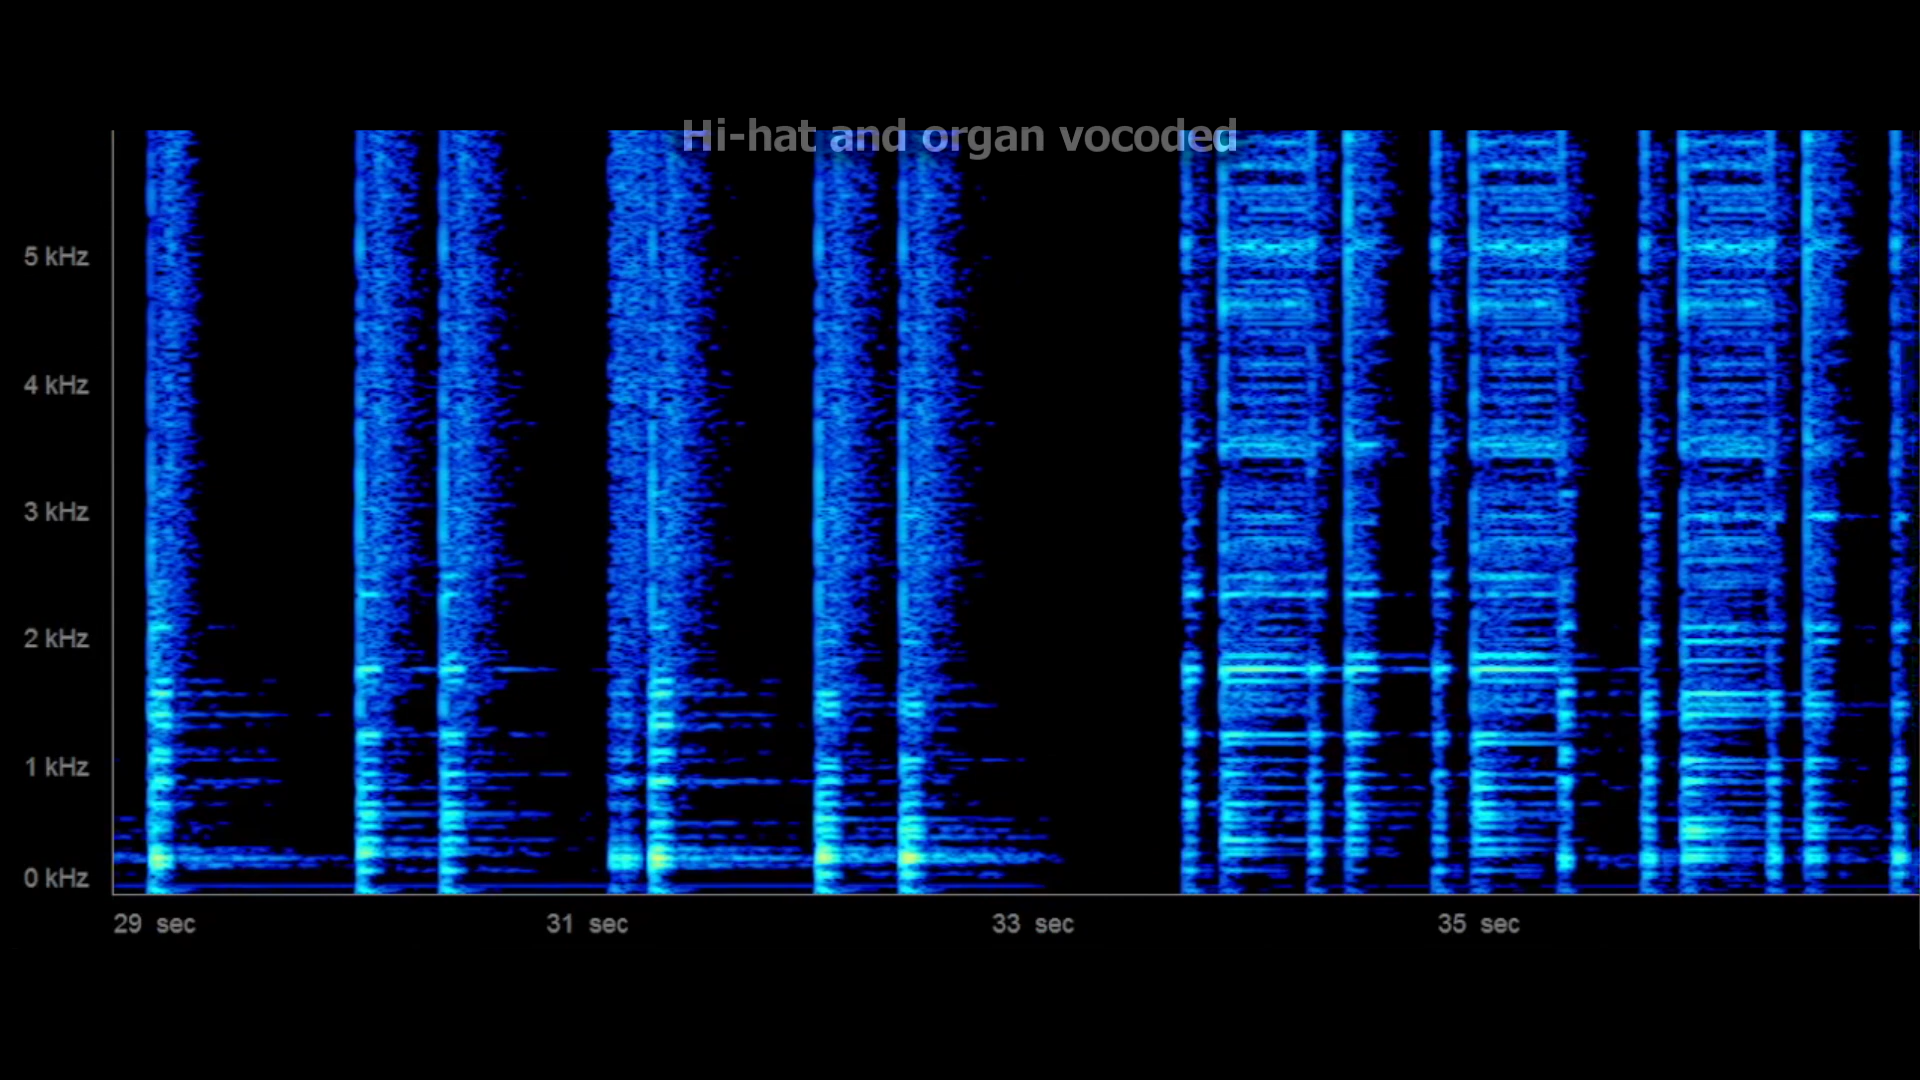 Hi-hat and organ vocoded
5 kHz
4 kHz
3 kHz
2 kHz
1 kHz
0 kHz
29 sec
31 sec
33 sec
35 sec